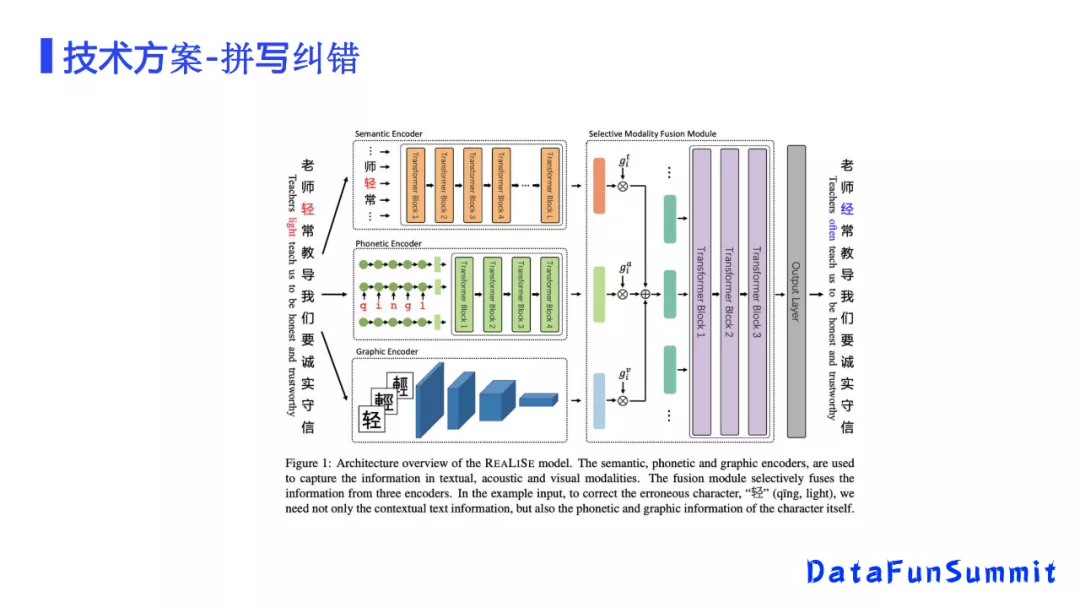 技术方案-拼写纠错
老师轻常教导我们要诚实守信
Teachers light teach us to be honest and trustworthy
Semantic Encoder
...
师
轻
常
...
Transformer Block 1
Transformer Block 2
Transformer Block 3
Transformer Block 4
...
Transformer Block L
Phonetic Encoder
q i n g 1
Transformer Block 1
Transformer Block 2
Transformer Block 3
Transformer Block 4
Graphic Encoder
轻
輕
輕
Selective Modality Fusion Module
g_i^t
g_i^a
g_i^v
...
...
Transformer Block 1
Transformer Block 2
Transformer Block 3
Output Layer
老师经常教导我们要诚实守信
Teachers often teach us to be honest and trustworthy
Figure 1: Architecture overview of the REALISE model. The semantic, phonetic and graphic encoders, are used
to capture the information in textual, acoustic and visual modalities. The fusion module selectively fuses the
information from three encoders. In the example input, to correct the erroneous character, “轻” (qīng, light), we
need not only the contextual text information, but also the phonetic and graphic information of the character itself.
DataFunSummit